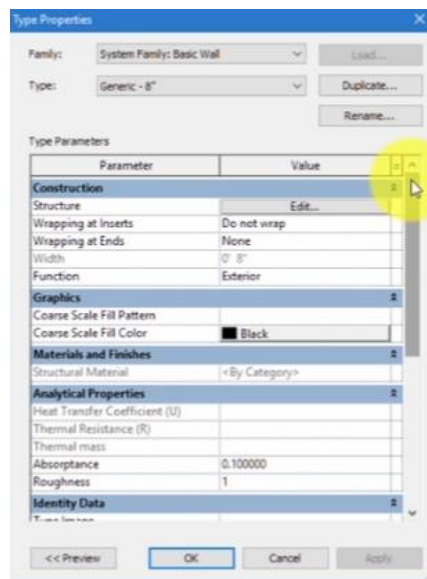 Type Properties
Family: System Family: Basic Wall Load...
Type: Generic - 8" Duplicate...
Rename...
Type Parameters
Parameter Value =
Construction
Structure Edit...
Wrapping at Inserts Do not wrap
Wrapping at Ends None
Width 0' 8"
Function Exterior
Graphics
Coarse Scale Fill Pattern
Coarse Scale Fill Color Black
Materials and Finishes
Structural Material <By Category>
Analytical Properties
Heat Transfer Coefficient (U)
Thermal Resistance (R)
Thermal mass
Absorptance 0.100000
Roughness 1
Identity Data
Type Image
<< Preview OK Cancel Apply